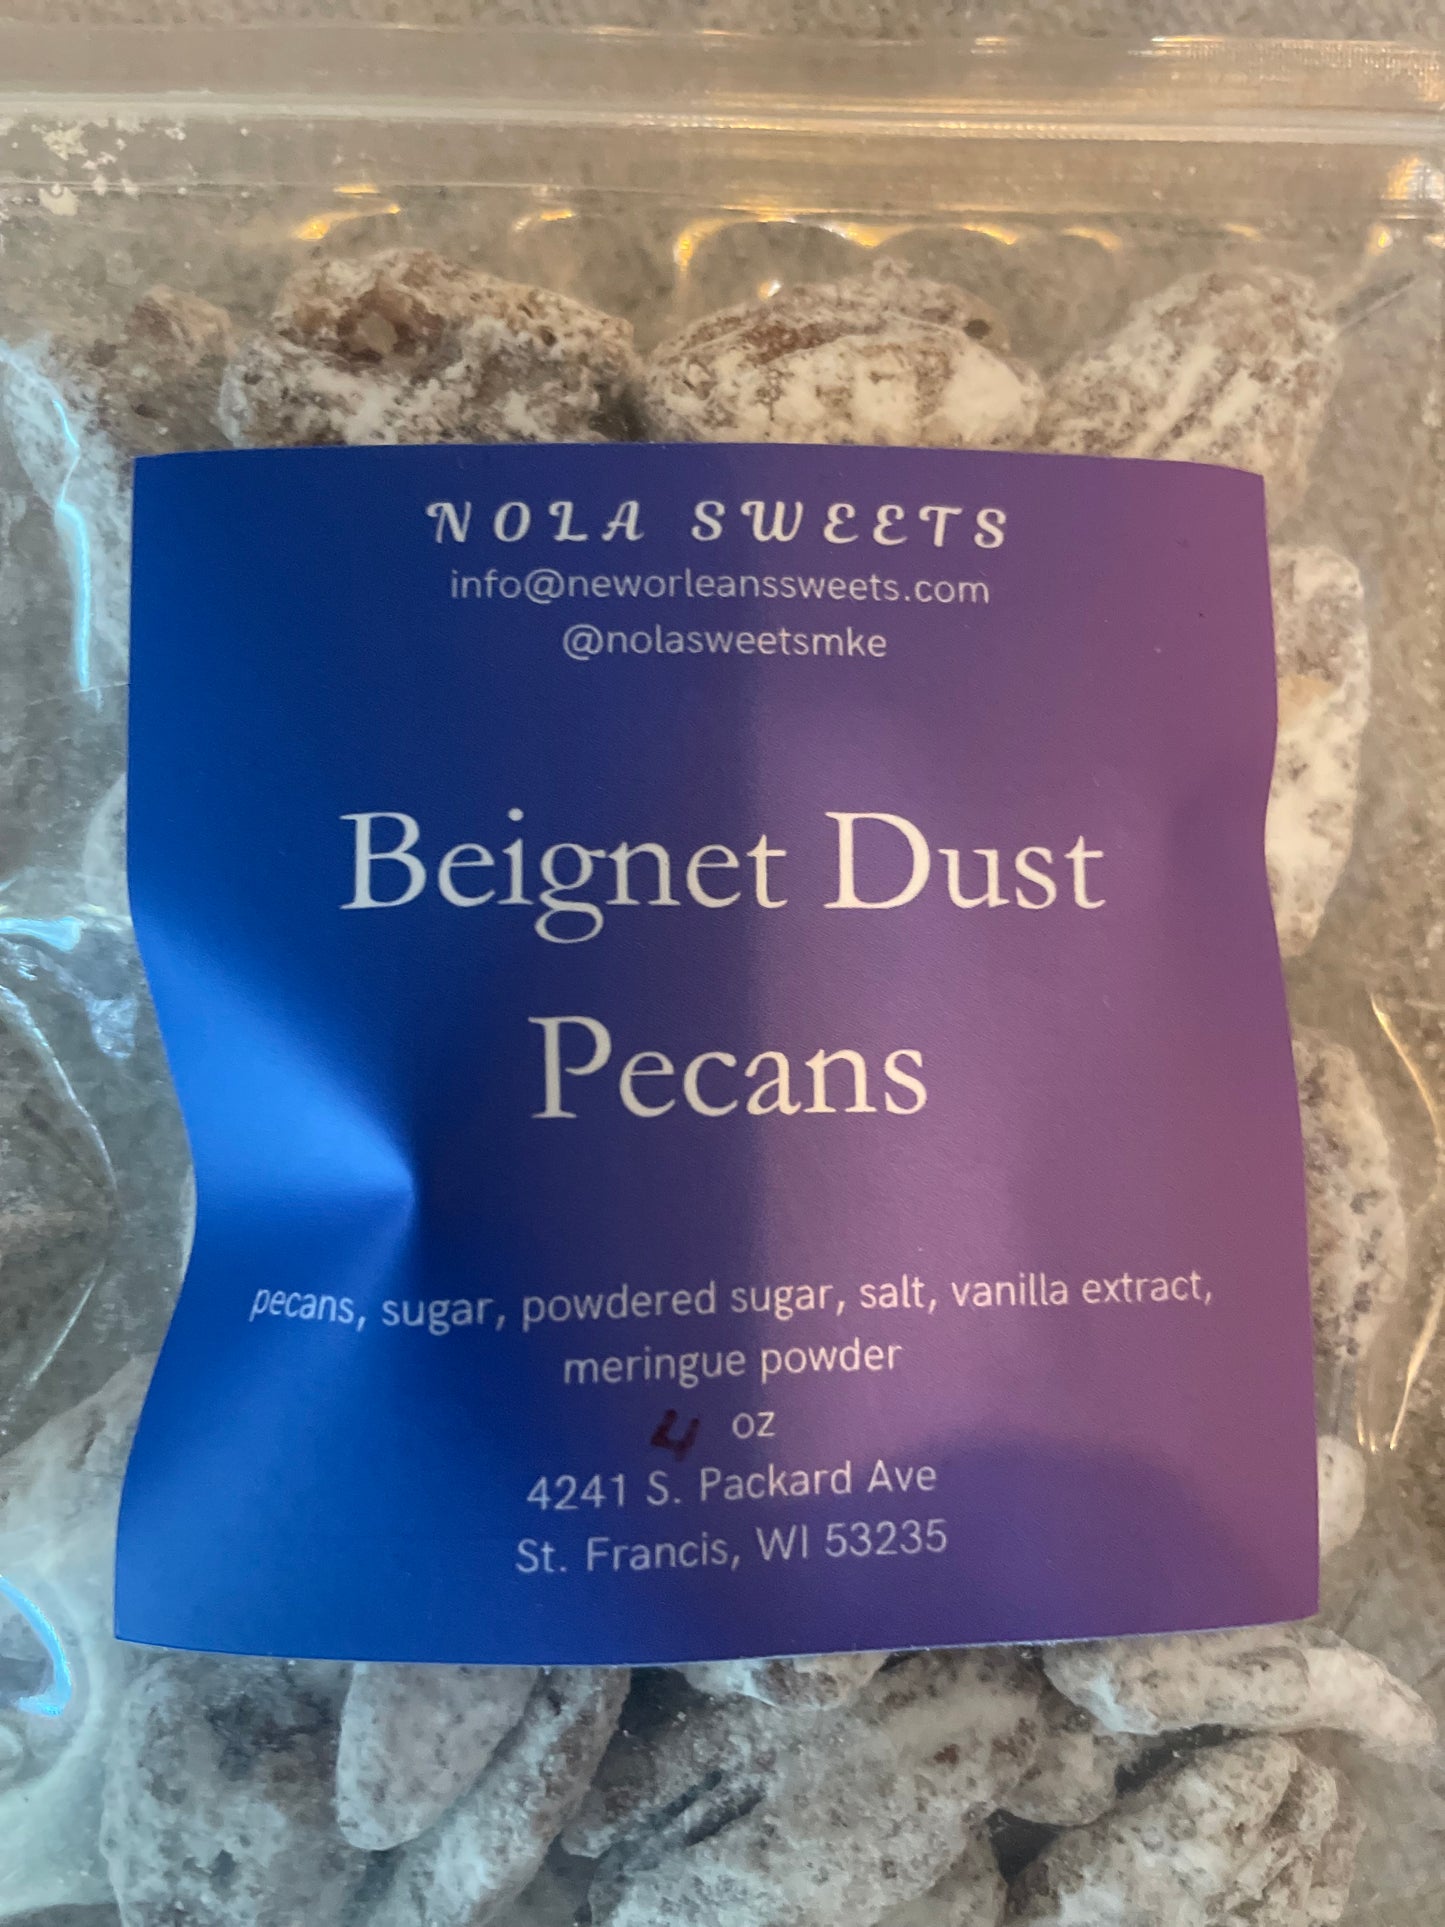 NOLA SWEETS
info@neworleanssweets.com
@nolasweetsmke
Beignet Dust
Pecans
pecans, sugar, powdered sugar, salt, vanilla extract,
meringue powder
4 oz
4241 S. Packard Ave
St. Francis, WI 53235